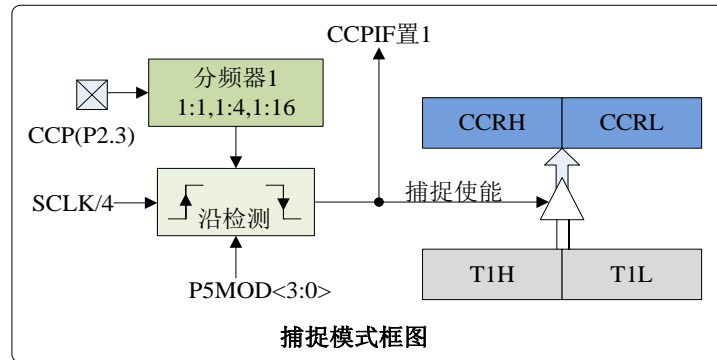 CCPIF置1
分频器1
1:1,1:4,1:16
CCP(P2.3)
CCRH
CCRL
SCLK/4
沿检测
捕捉使能
P5MOD<3:0>
T1H
T1L
捕捉模式框图